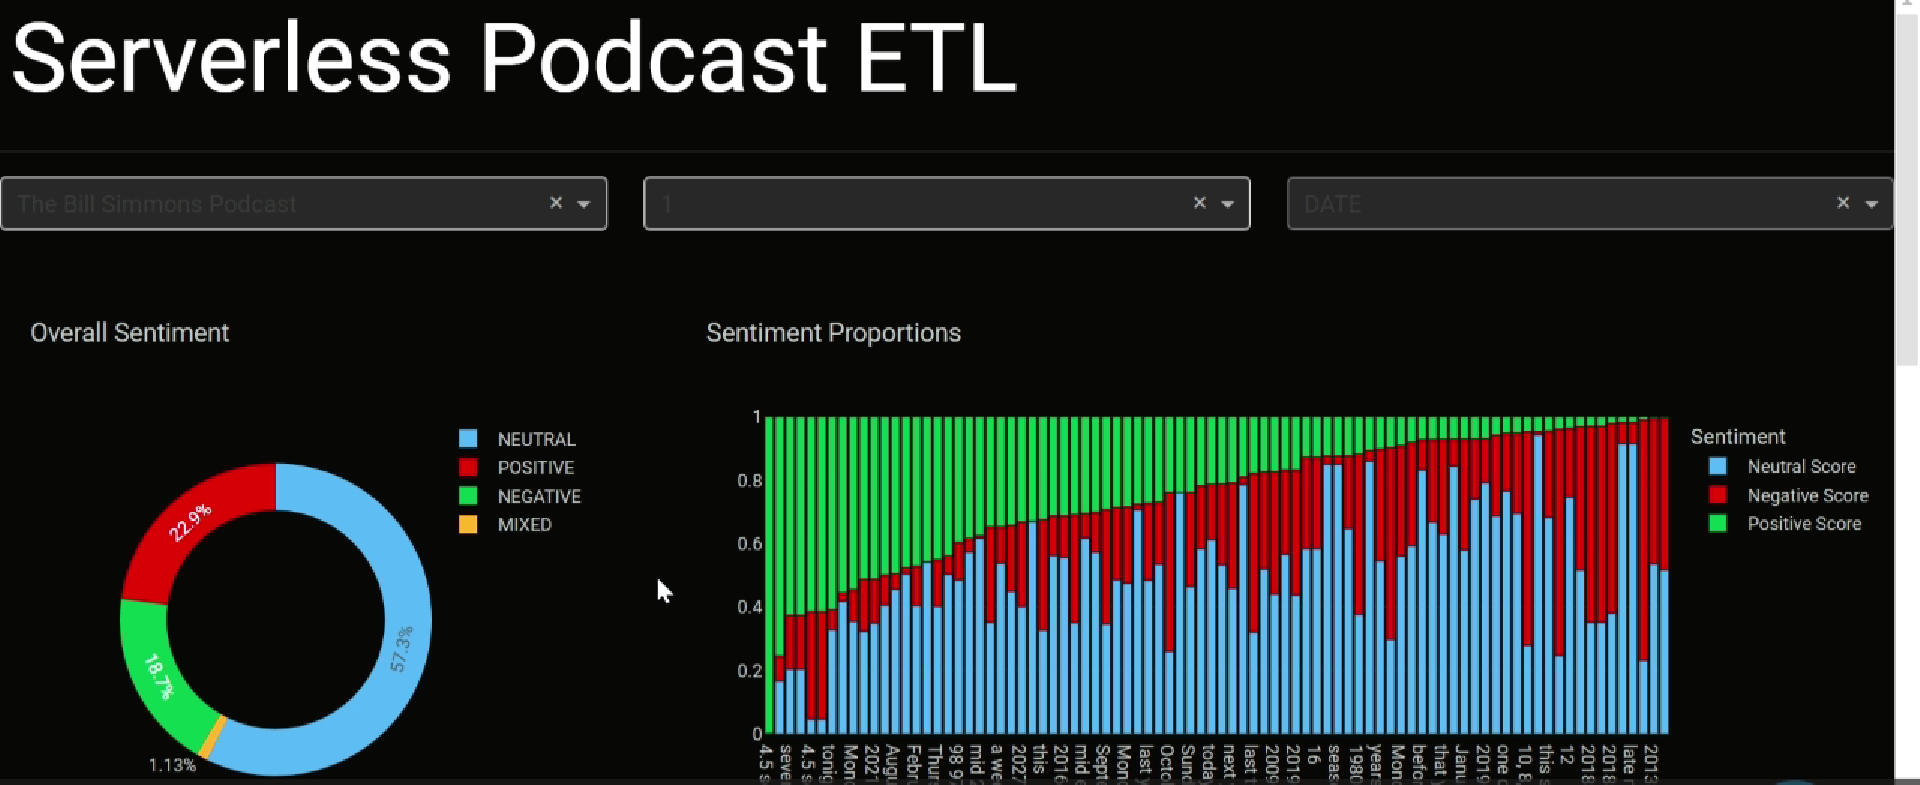 Serverless Podcast ETL
The Bill Simmons Podcast
1
DATE
Overall Sentiment
NEUTRAL
POSITIVE
NEGATIVE
MIXED
22.9%
57.3%
18.7%
1.13%
Sentiment Proportions
1
0.8
0.6
0.4
0.2
0
4.5 s
seve
4.5 s
tonig
Mon
2021
Augu
Febr
Thur
98 9
mid
a we
2027
this
2016
mid
Sept
Mon
last
Octo
Sund
today
next
last t
2009
2019
16
seas
1980
years
Mon
befo
that
Janu
2019
one
10, 8
this s
12
2018
2018
late
2013
Sentiment
Neutral Score
Negative Score
Positive Score